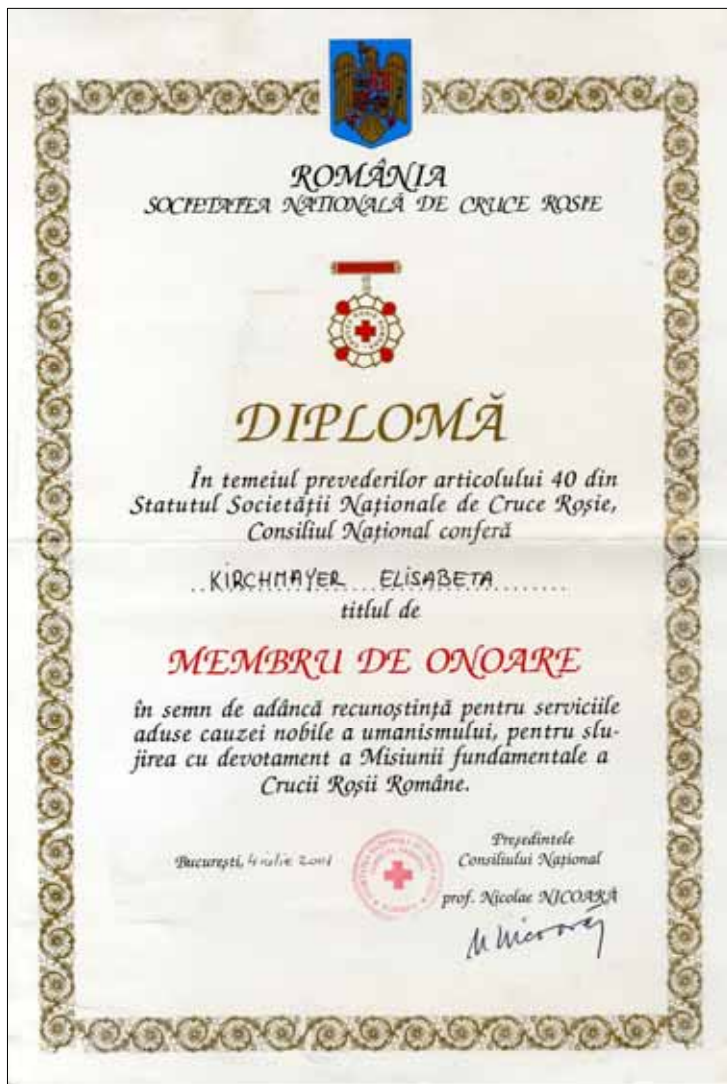 ROMÂNIA
SOCIETATEA NATIONALĂ DE CRUCE ROSIE
DIPLOMĂ
În temeiul prevederilor articolului 40 din
Statutul Societății Naționale de Cruce Roșie,
Consiliul Național conferă
KIRCHMAYER ELISABETA
titlul de
MEMBRU DE ONOARE
în semn de adâncă recunoștință pentru serviciile
aduse cauzei nobile a umanismului, pentru slu-
jirea cu devotament a Misiunii fundamentale a
Crucii Roșii Române.
București, 4 iulie 2001
Președintele
Consiliului Național
prof. Nicolae NICOARĂ